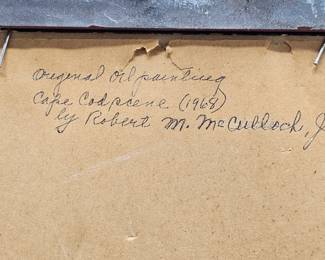 Original Oil painting
Cape Cod scene (1968)
by Robert M. McCulloch, J